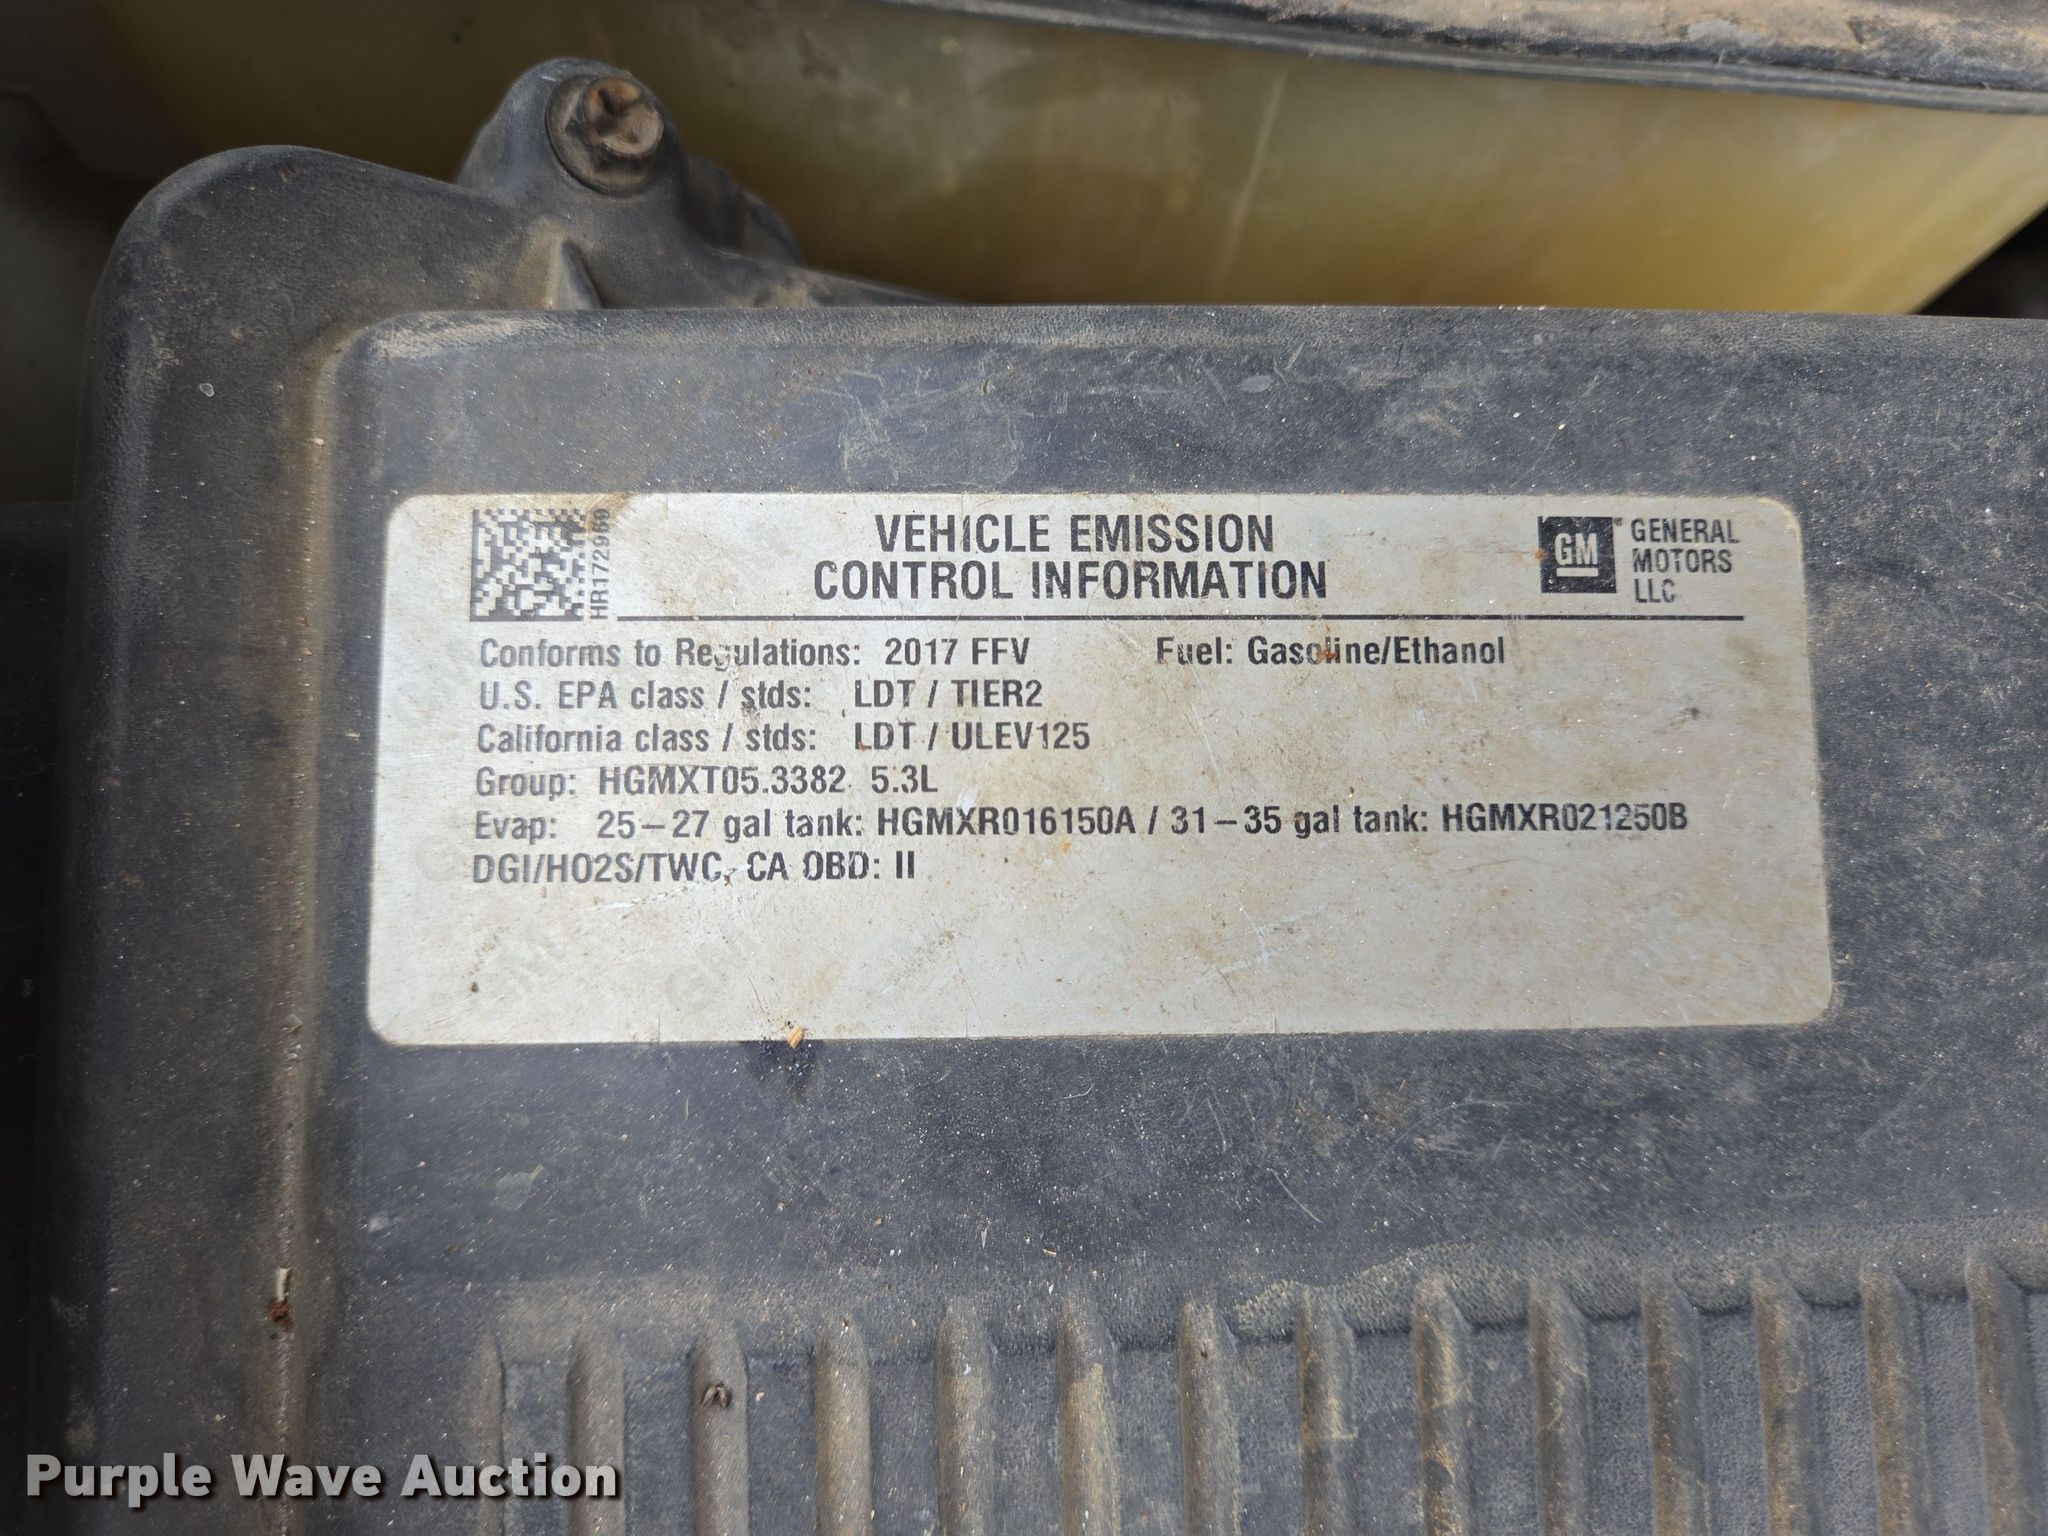 HR172969
VEHICLE EMISSION
CONTROL INFORMATION
GM
GENERAL
MOTORS
LLC
Conforms to Regulations: 2017 FFV Fuel: Gasoline/Ethanol
U.S. EPA class / stds: LDT / TIER2
California class / stds: LDT / ULEV125
Group: HGMXT05.3382 5.3L
Evap: 25–27 gal tank: HGMXR016150A / 31–35 gal tank: HGMXR021250B
DGI/HO2S/TWC, CA OBD: II
Purple Wave Auction